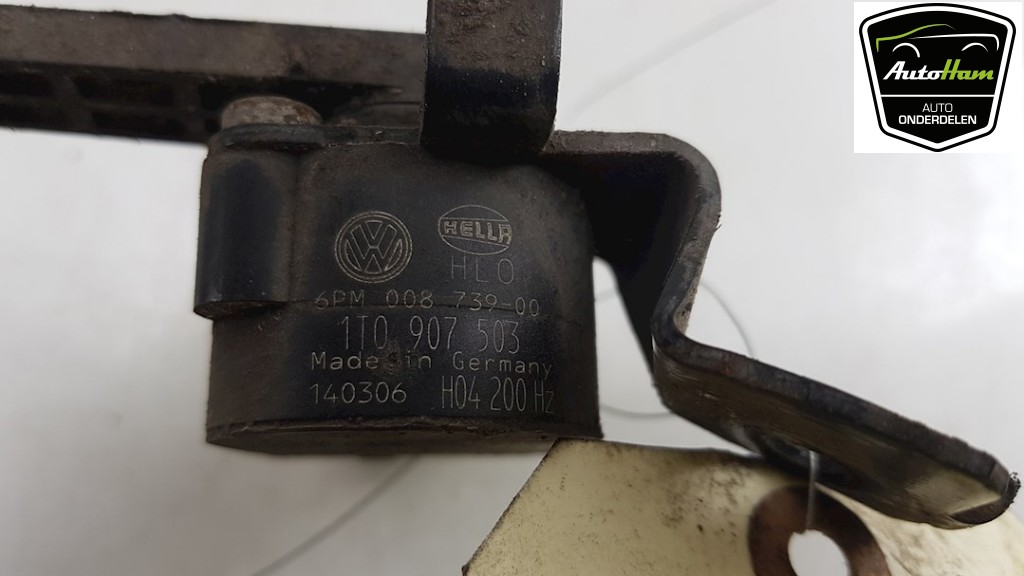 AutoHam
AUTO
ONDERDELEN
VW
HELLA
HLO
6PM 008 739-00
1T0 907 503
Made in Germany
140306 H04 200 Hz